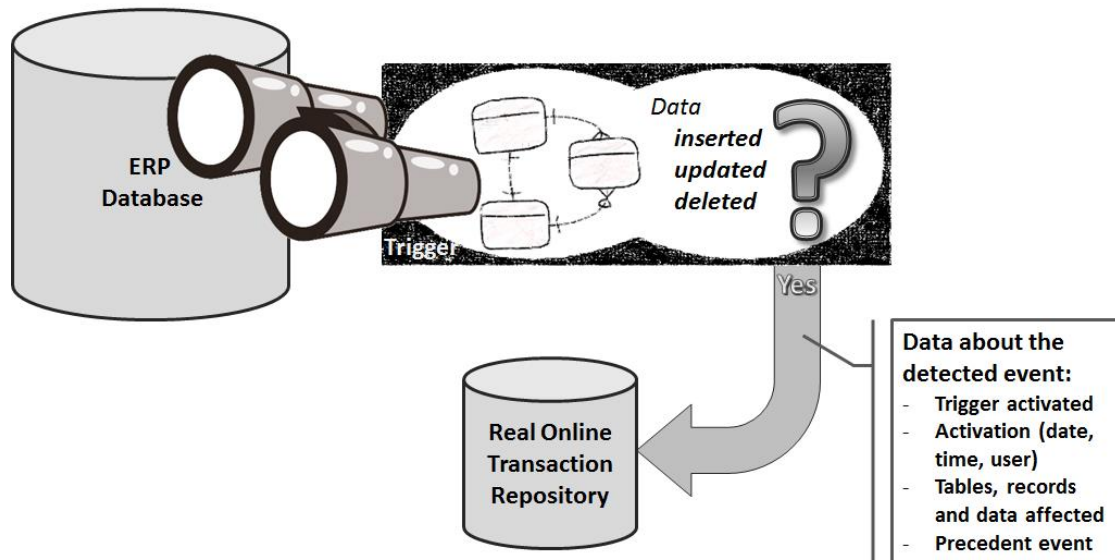 ERP
Database
Trigger
Data
inserted
updated
deleted
?
Yes
Real Online
Transaction
Repository
Data about the
detected event:
- Trigger activated
- Activation (date,
time, user)
- Tables, records
and data affected
- Precedent event